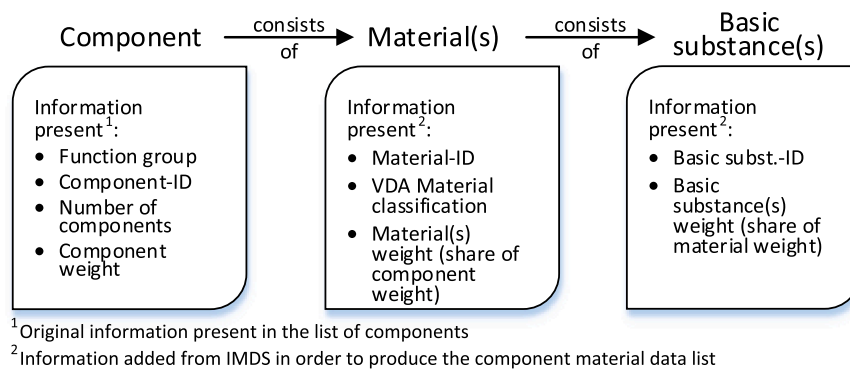 Component
consists
of
Material(s)
consists
of
Basic
substance(s)
Information
present¹:
• Function group
• Component-ID
• Number of
components
• Component
weight
Information
present²:
• Material-ID
• VDA Material
classification
• Material(s)
weight (share of
component
weight)
Information
present²:
• Basic subst.-ID
• Basic
substance(s)
weight (share of
material weight)
¹Original information present in the list of components
²Information added from IMDS in order to produce the component material data list